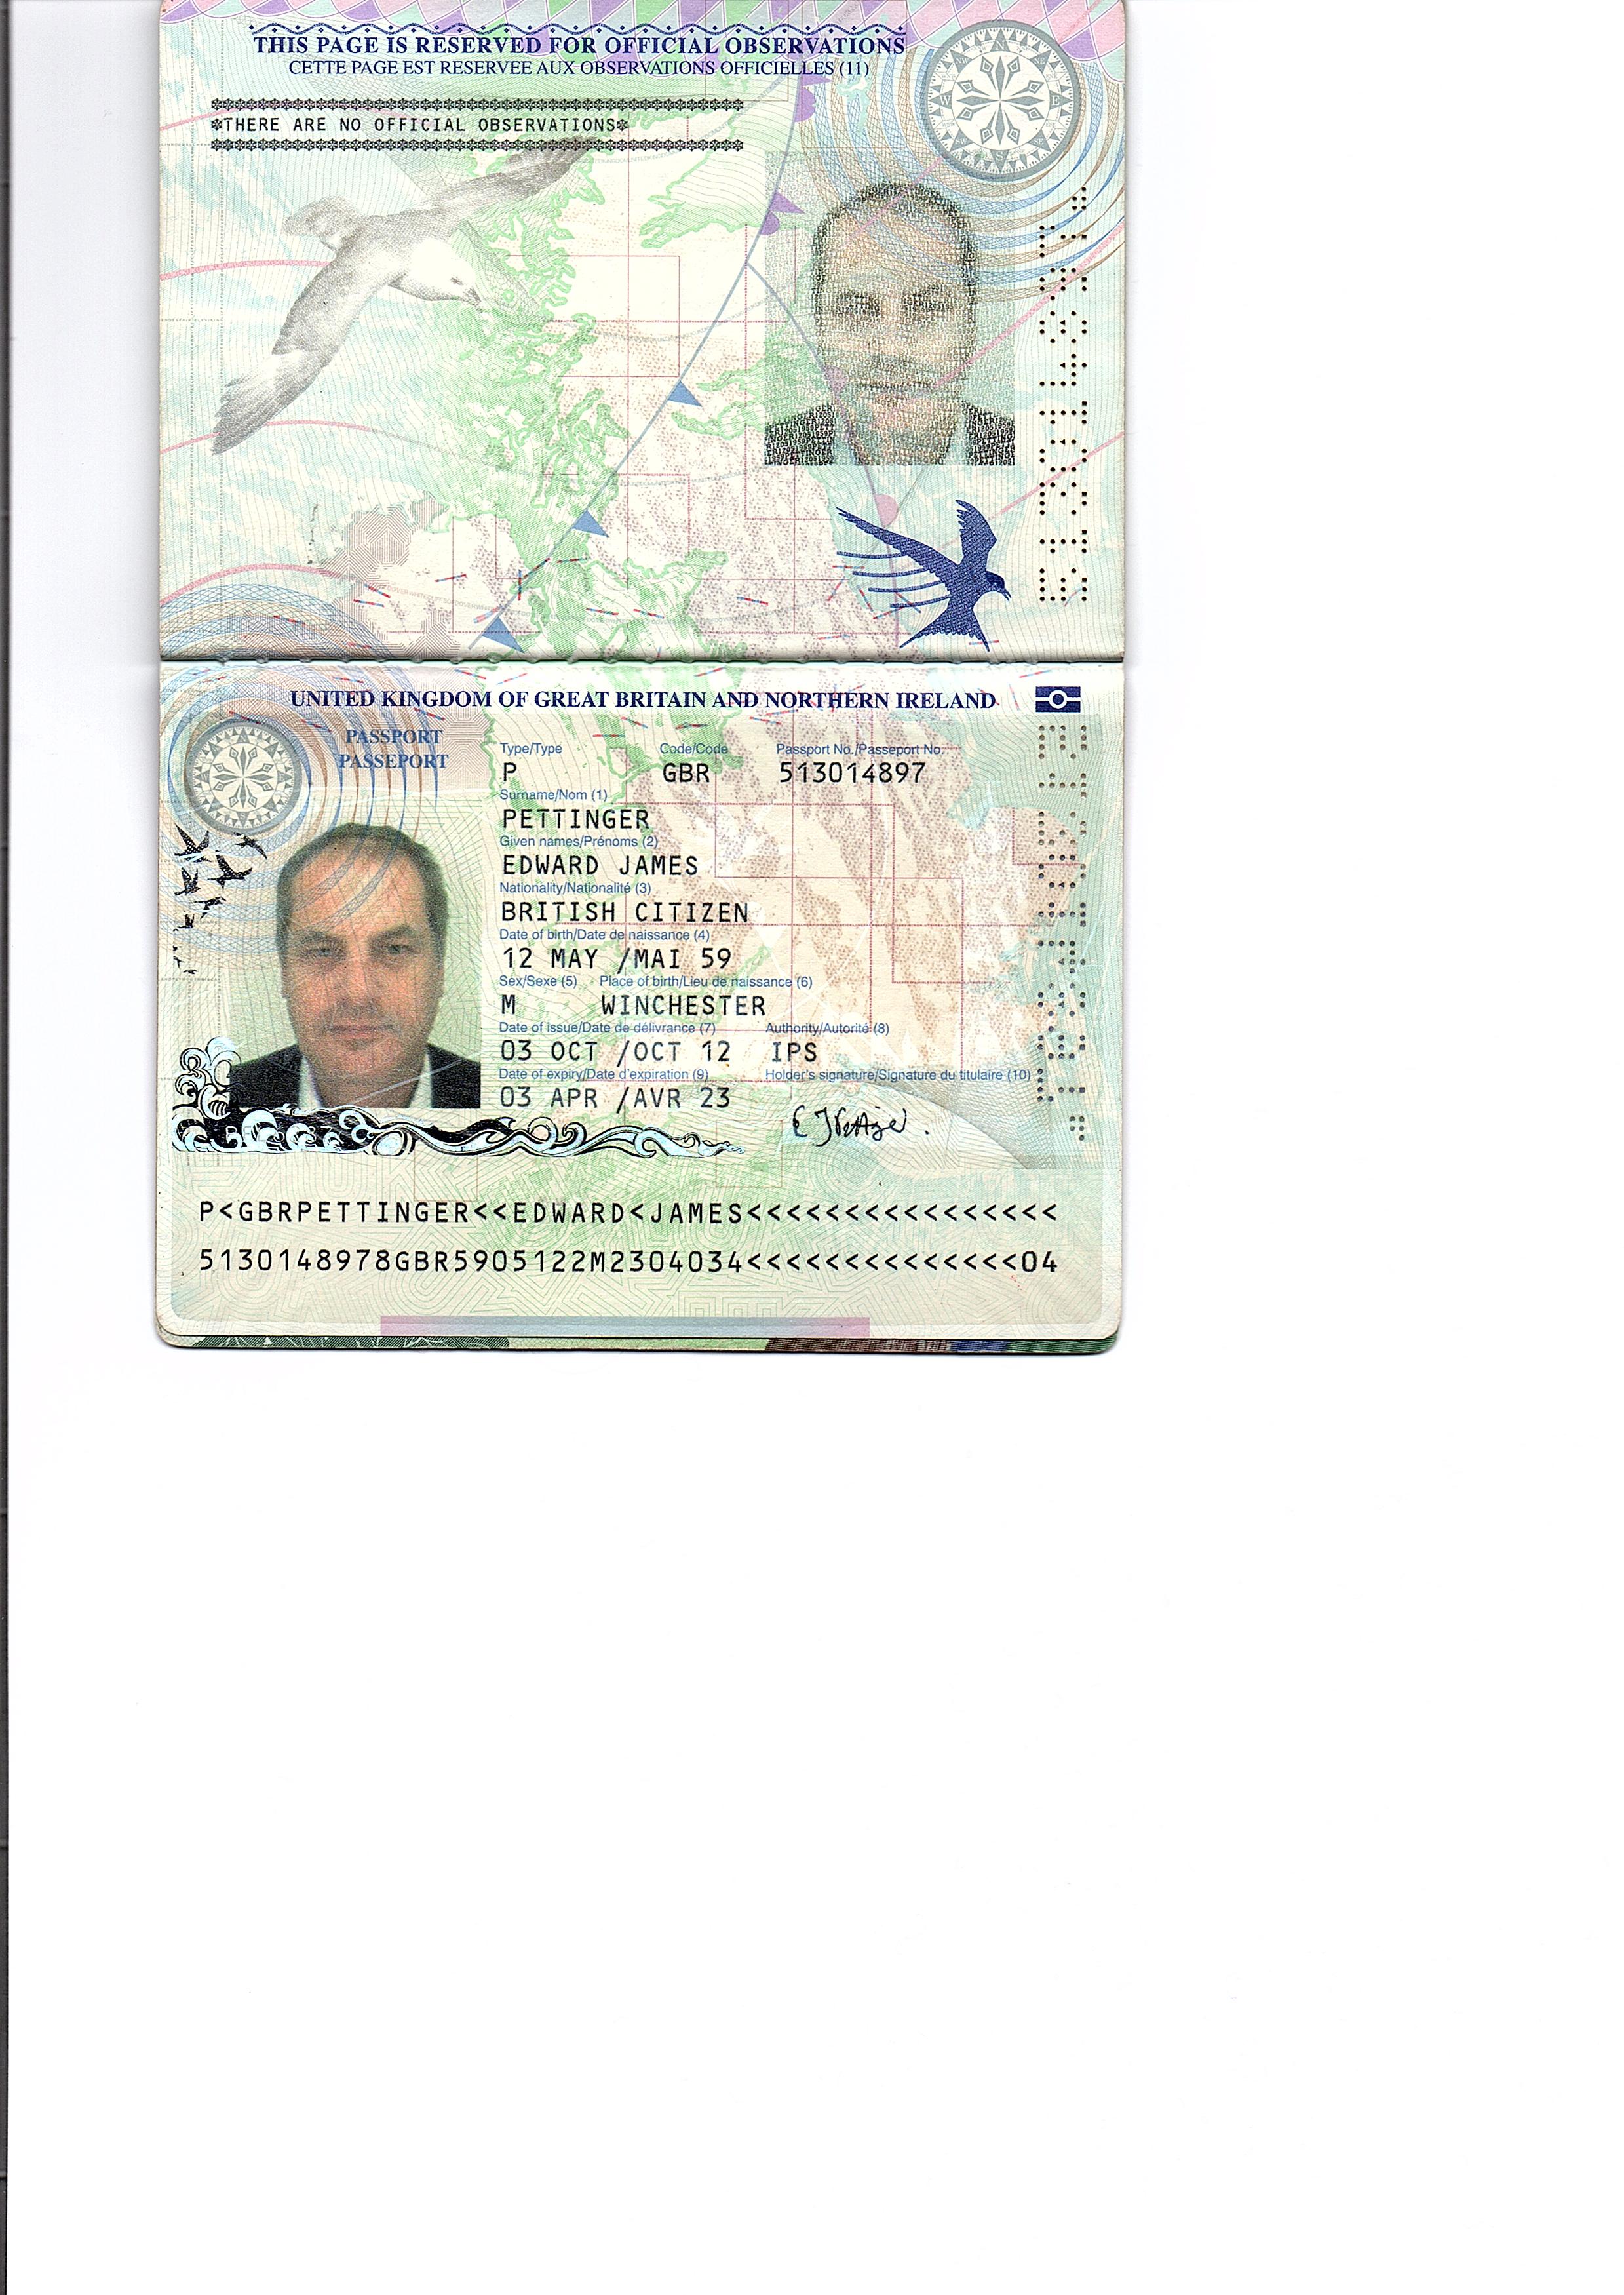 THIS PAGE IS RESERVED FOR OFFICIAL OBSERVATIONS
CETTE PAGE EST RESERVEE AUX OBSERVATIONS OFFICIELLES (11)
*THERE ARE NO OFFICIAL OBSERVATIONS*
UNITED KINGDOM OF GREAT BRITAIN AND NORTHERN IRELAND
PASSPORT
PASSEPORT
Type/Type Code/Code Passport No./Passeport No.
P GBR 513014897
Surname/Nom (1)
PETTINGER
Given names/Prénoms (2)
EDWARD JAMES
Nationality/Nationalité (3)
BRITISH CITIZEN
Date of birth/Date de naissance (4)
12 MAY /MAI 59
Sex/Sexe (5) Place of birth/Lieu de naissance (6)
M WINCHESTER
Date of issue/Date de délivrance (7) Authority/Autorité (8)
03 OCT /OCT 12 IPS
Date of expiry/Date d'expiration (9) Holder's signature/Signature du titulaire (10)
03 APR /AVR 23
P<GBRPETTINGER<<EDWARD<JAMES<<<<<<<<<<<<<<<<
5130148978GBR5905122M2304034<<<<<<<<<<<<<<04